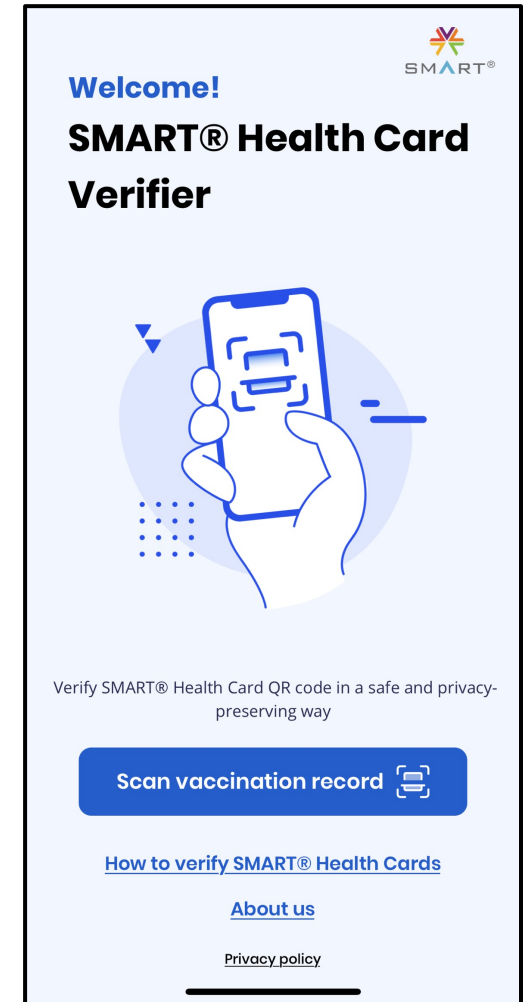 SMART®
Welcome!
SMART® Health Card
Verifier
Verify SMART® Health Card QR code in a safe and privacy-
preserving way
Scan vaccination record
How to verify SMART® Health Cards
About us
Privacy policy